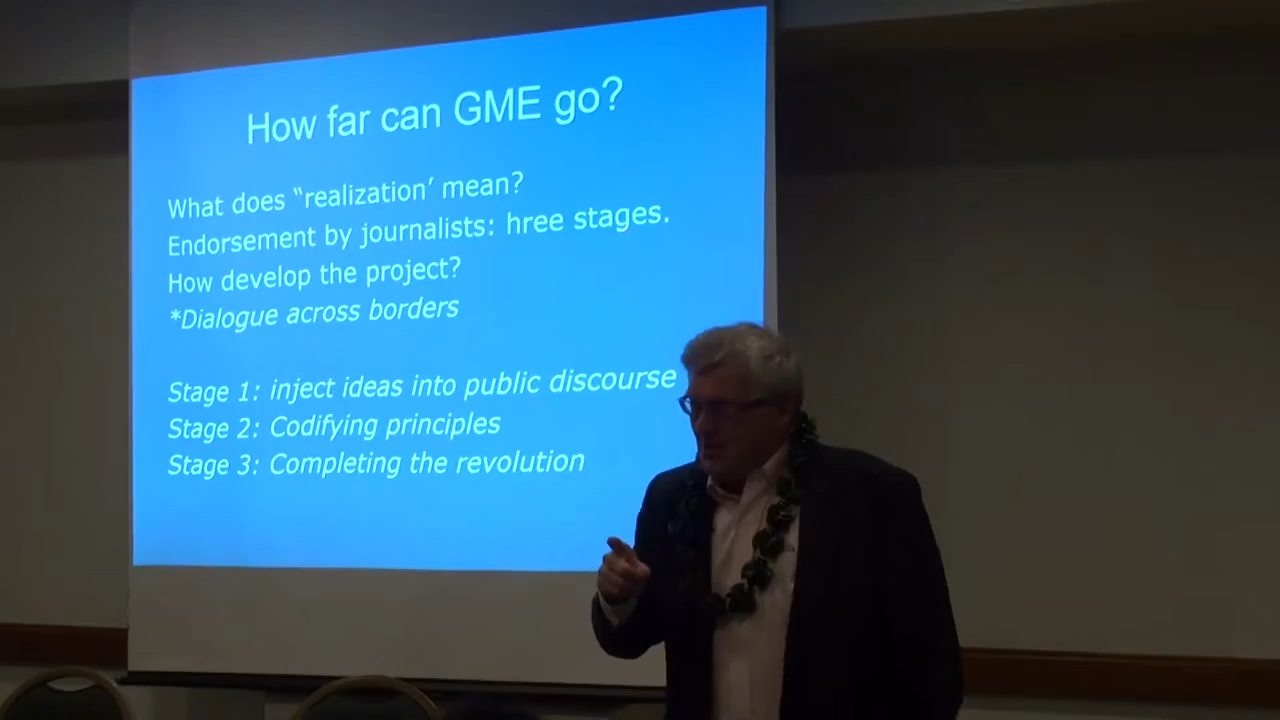 How far can GME go?
What does “realization’ mean?
Endorsement by journalists: hree stages.
How develop the project?
*Dialogue across borders
Stage 1: inject ideas into public discourse
Stage 2: Codifying principles
Stage 3: Completing the revolution